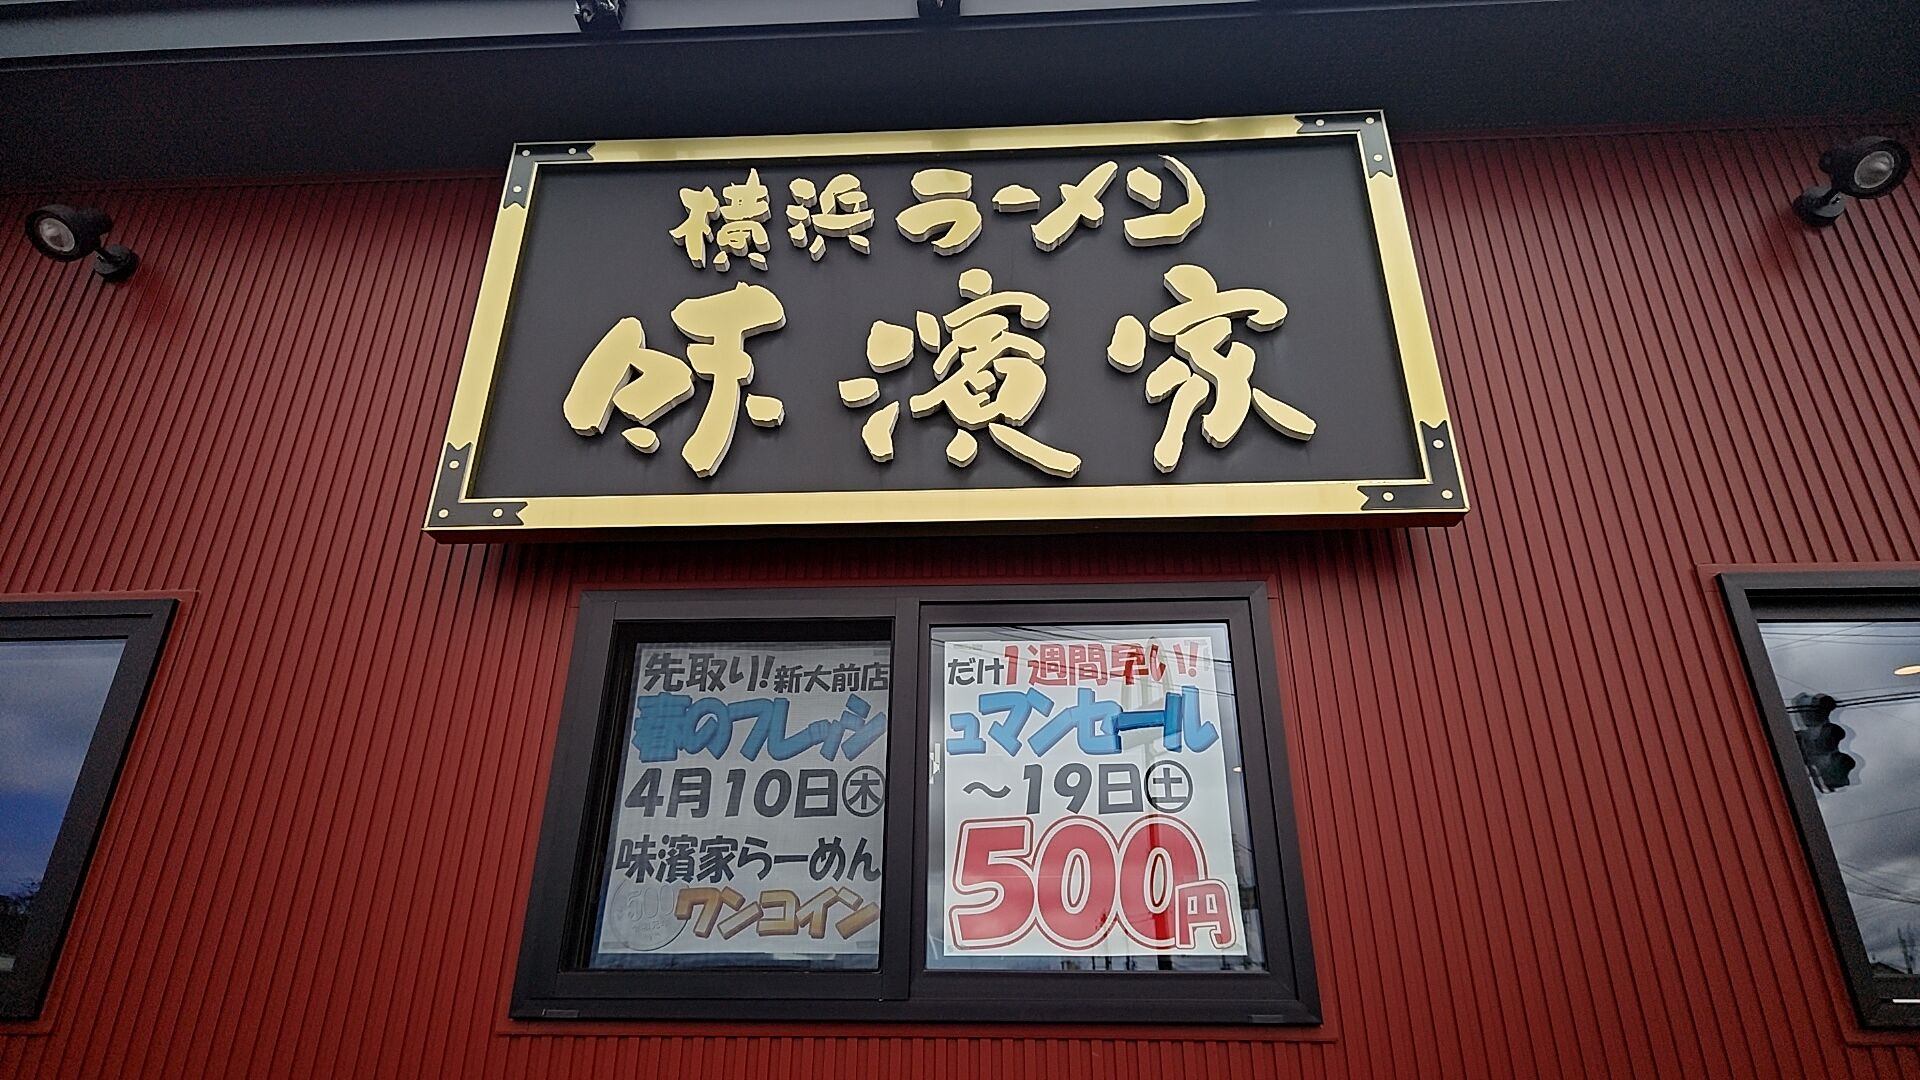 横浜ラーメン
味濱家
先取り!新大前店だけ1週間早い!
春のフレッシュマンセール
4月10日㊍～19日㊏
味濱家らーめん
500
ワンコイン
500円